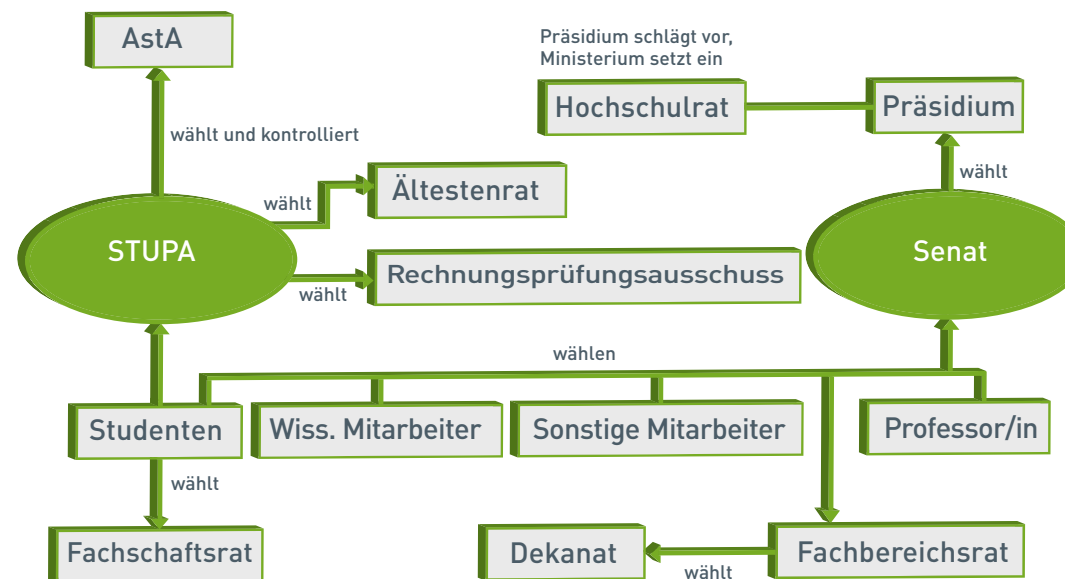 AstA
Präsidium schlägt vor,
Ministerium setzt ein
Hochschulrat
Präsidium
wählt und kontrolliert
wählt
Ältestenrat
wählt
STUPA
Senat
Rechnungsprüfungsausschuss
wählt
wählen
Studenten
Wiss. Mitarbeiter
Sonstige Mitarbeiter
Professor/in
wählt
Fachschaftsrat
Dekanat
wählt
Fachbereichsrat